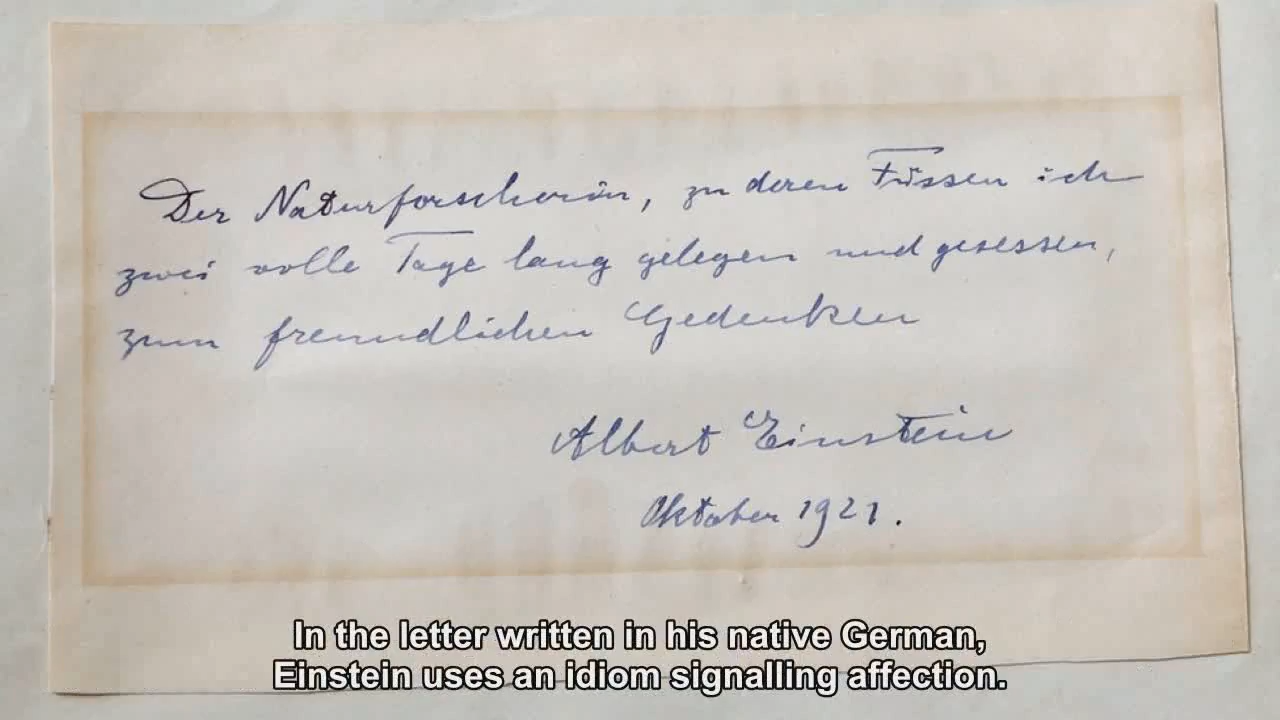 Der Naturforscherin, zu deren Füssen ich
zwei volle Tage lang gelegen und gesessen,
zum freundlichen Gedenken
Albert Einstein
Oktober 1921.
In the letter written in his native German,
Einstein uses an idiom signalling affection.